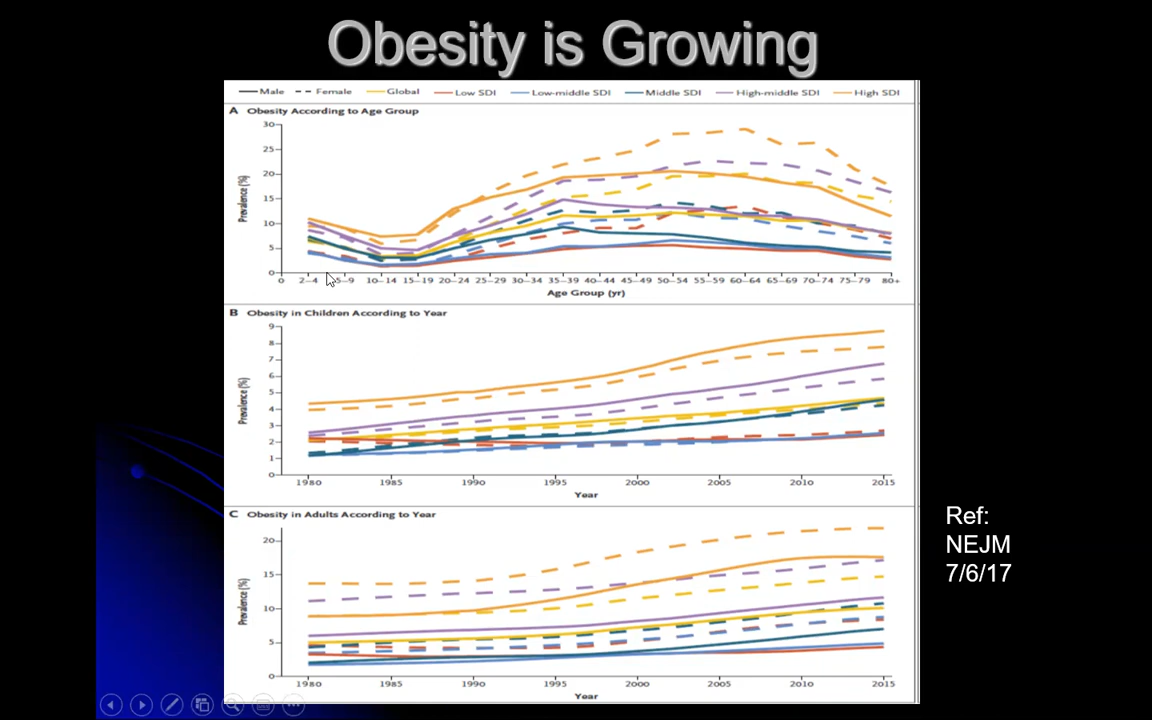 Obesity is Growing
Male Female Global Low SDI Low-middle SDI Middle SDI High-middle SDI High SDI
A Obesity According to Age Group
30
25
20
15
10
5
0
Prevalence (%)
0 2–4 5–9 10–14 15–19 20–24 25–29 30–34 35–39 40–44 45–49 50–54 55–59 60–64 65–69 70–74 75–79 80+
Age Group (yr)
B Obesity in Children According to Year
9
8
7
6
5
4
3
2
1
0
Prevalence (%)
1980 1985 1990 1995 2000 2005 2010 2015
Year
C Obesity in Adults According to Year
20
15
10
5
0
Prevalence (%)
1980 1985 1990 1995 2000 2005 2010 2015
Year
Ref:
NEJM
7/6/17